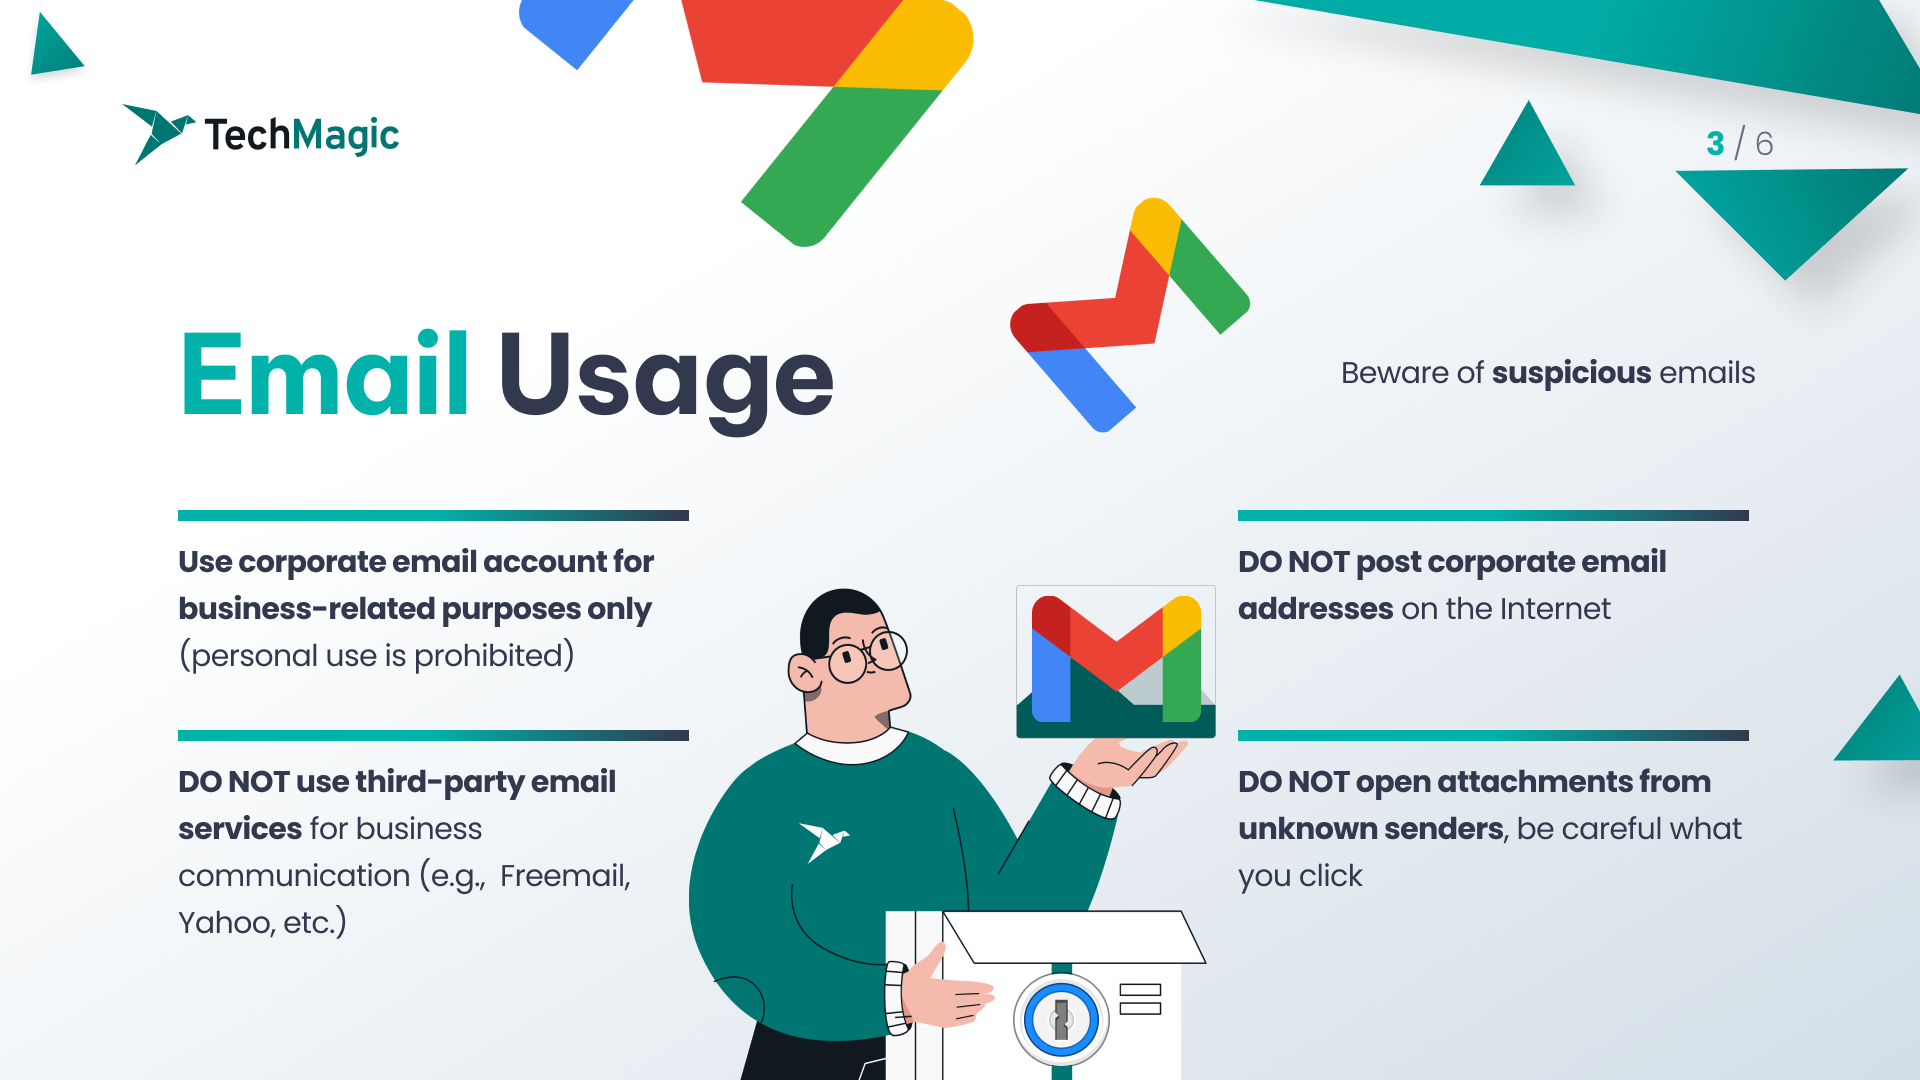 TechMagic
3 / 6
Email Usage
Beware of suspicious emails
Use corporate email account for
business-related purposes only
(personal use is prohibited)
DO NOT use third-party email
services for business
communication (e.g.,  Freemail,
Yahoo, etc.)
DO NOT post corporate email
addresses on the Internet
DO NOT open attachments from
unknown senders, be careful what
you click